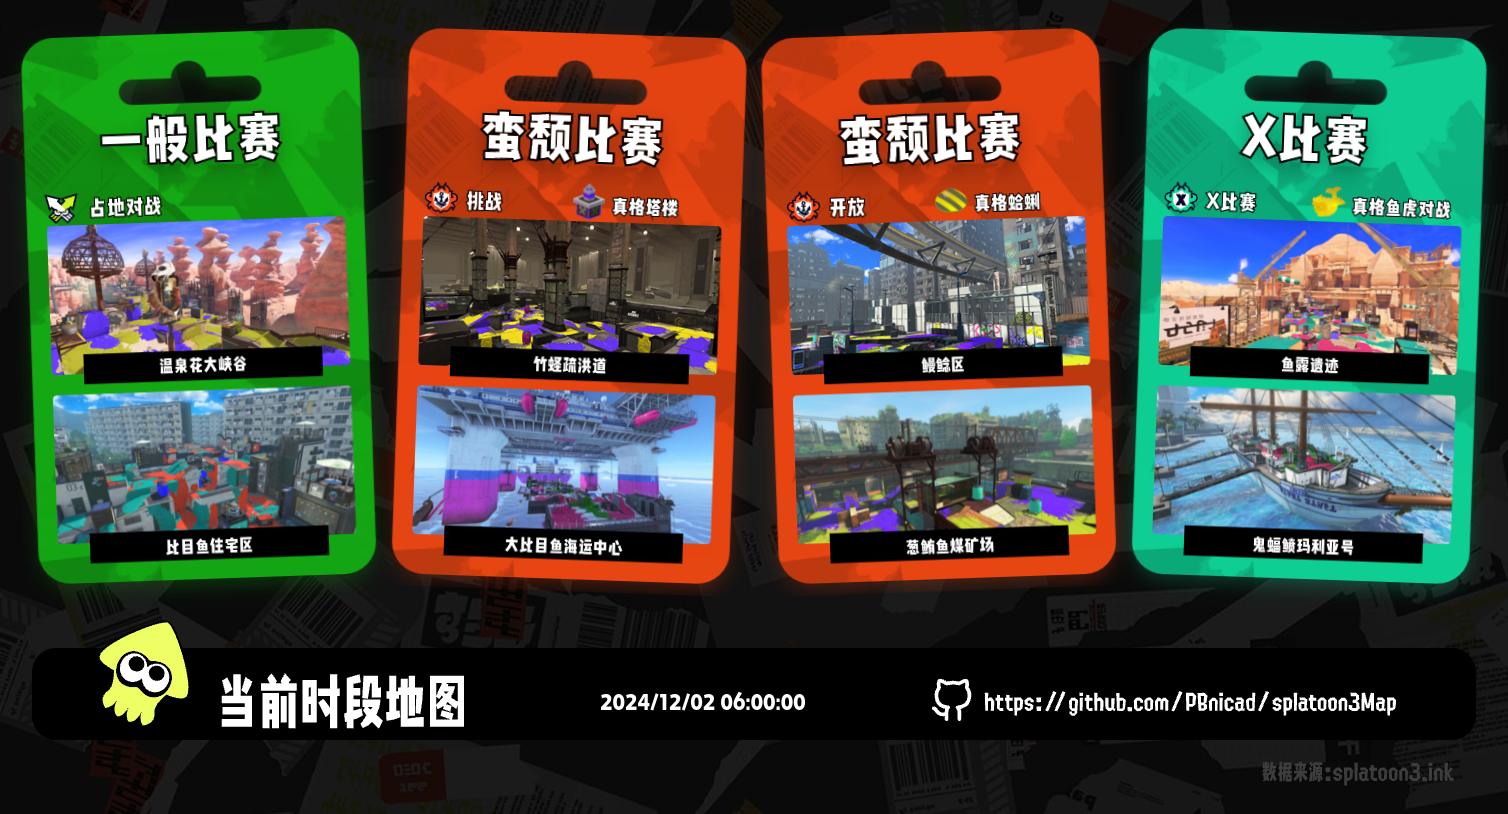 一般比赛
占地对战
温泉花大峡谷
比目鱼住宅区
蛮颓比赛
挑战
真格塔楼
竹蛏疏洪道
大比目鱼海运中心
蛮颓比赛
开放
真格蛤蜊
鳗鲶区
葱鲔鱼煤矿场
X比赛
X比赛
真格鱼虎对战
鱼露遗迹
鬼蝠鲼玛利亚号
当前时段地图
2024/12/02 06:00:00
https://github.com/PBnicad/splatoon3Map
数据来源:splatoon3.ink